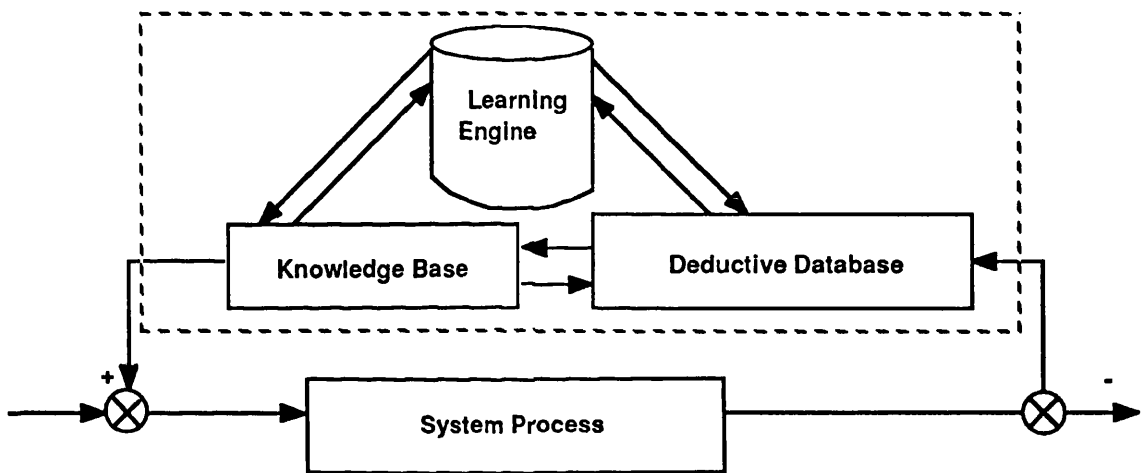 Learning
Engine
Knowledge Base
Deductive Database
+
-
System Process